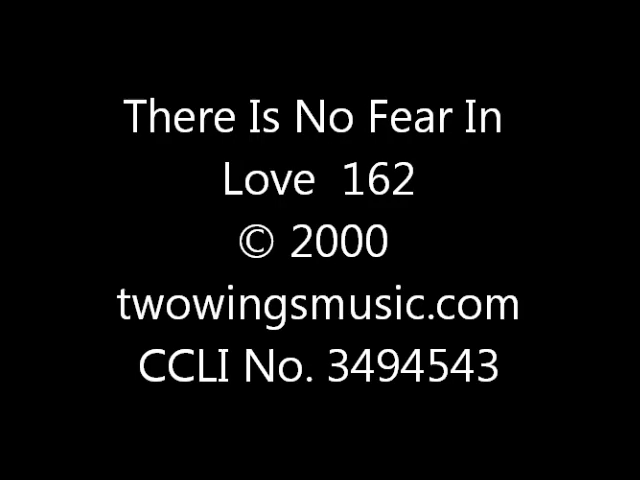 There Is No Fear In
Love  162
© 2000
twowingsmusic.com
CCLI No. 3494543